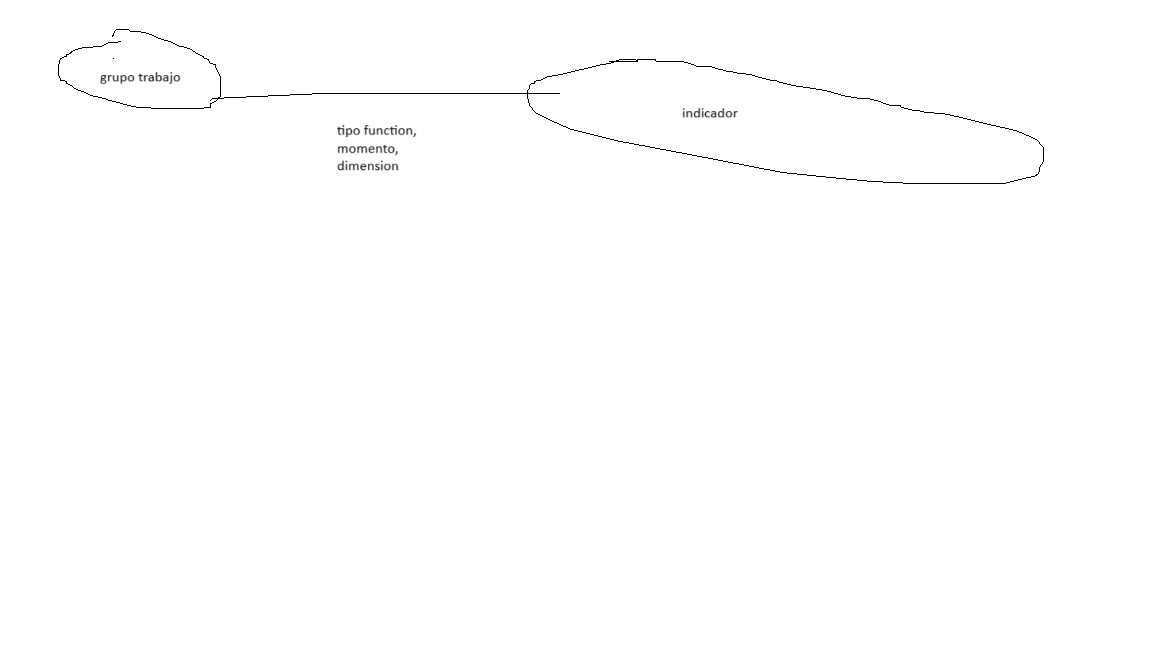 grupo trabajo
indicador
tipo function,
momento,
dimension